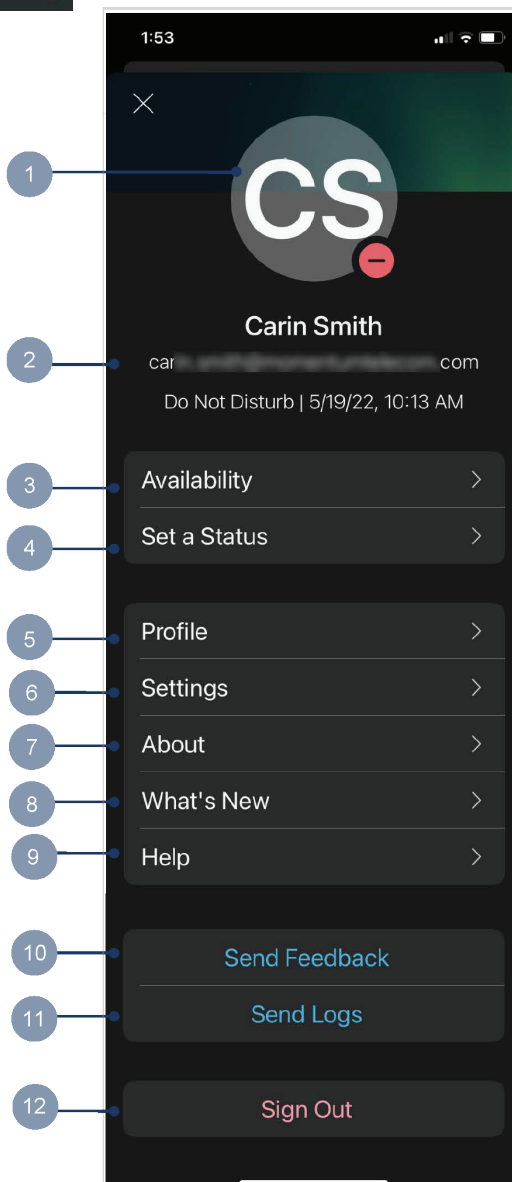 1:53
1
CS
Carin Smith
2
car com
Do Not Disturb | 5/19/22, 10:13 AM
3
Availability
4
Set a Status
5
Profile
6
Settings
7
About
8
What's New
9
Help
10
Send Feedback
11
Send Logs
12
Sign Out